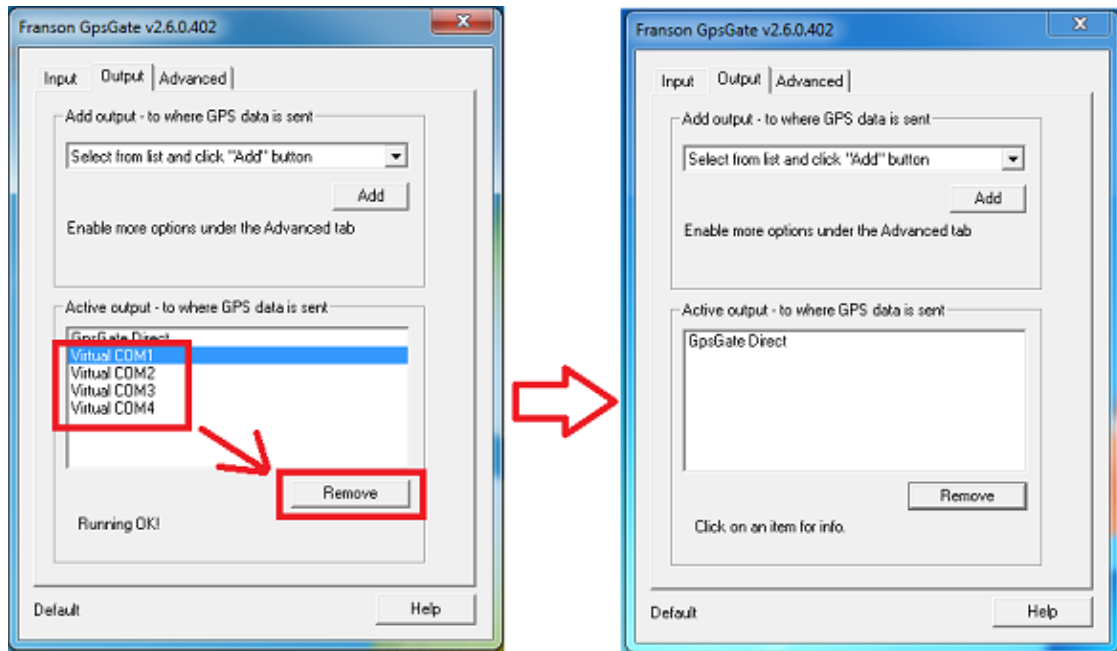 Franson GpsGate v2.6.0.402
Input Output Advanced
Add output - to where GPS data is sent
Select from list and click "Add" button
Add
Enable more options under the Advanced tab
Active output - to where GPS data is sent
GpsGate Direct
Virtual COM1
Virtual COM2
Virtual COM3
Virtual COM4
Remove
Running OK!
Default
Help
Franson GpsGate v2.6.0.402
Input Output Advanced
Add output - to where GPS data is sent
Select from list and click "Add" button
Add
Enable more options under the Advanced tab
Active output - to where GPS data is sent
GpsGate Direct
Remove
Click on an item for info.
Default
Help